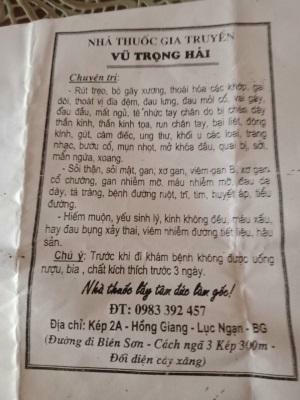 NHÀ THUỐC GIA TRUYỀN
VŨ TRỌNG HẢI
Chuyên trị:
- Rút treo, bó gãy xương, thoái hóa các khớp, gai
đôi, thoát vị đĩa đệm, đau lưng, đau mỏi cổ, vai gáy,
đau đầu, mất ngủ, tê nhức tay chân do bị chèn dây
thần kinh, thần kinh tọa, run chân tay, bại liệt, động
kinh, gút, câm điếc, ung thư, khối u các loại, tràng
nhạc, bướu cổ, mụn nhọt, mở khóa đầu, quai bị, sởi,
mẩn ngứa, xoang.
- Sỏi thận, sỏi mật, gan, xơ gan, viêm gan B, xơ gan
cổ chướng, gan nhiễm mỡ, máu nhiễm mỡ, đau dạ
dày, tá tràng, bệnh đường ruột, trĩ, tim, huyết áp, tiểu
đường.
- Hiếm muộn, yếu sinh lý, kinh không đều, máu xấu,
hay đau bụng xảy thai, viêm nhiễm đường tiết liệu, hậu
sản.
Chú ý: Trước khi đi khám bệnh không được uống
rượu, bia, chất kích thích trước 3 ngày.
Nhà thuốc lấy tâm đức làm gốc!
ĐT: 0983 392 457
Địa chỉ: Kép 2A - Hồng Giang - Lục Ngạn - BG
(Đường đi Biên Sơn - Cách ngã 3 Kép 300m -
Đối diện cây xăng)